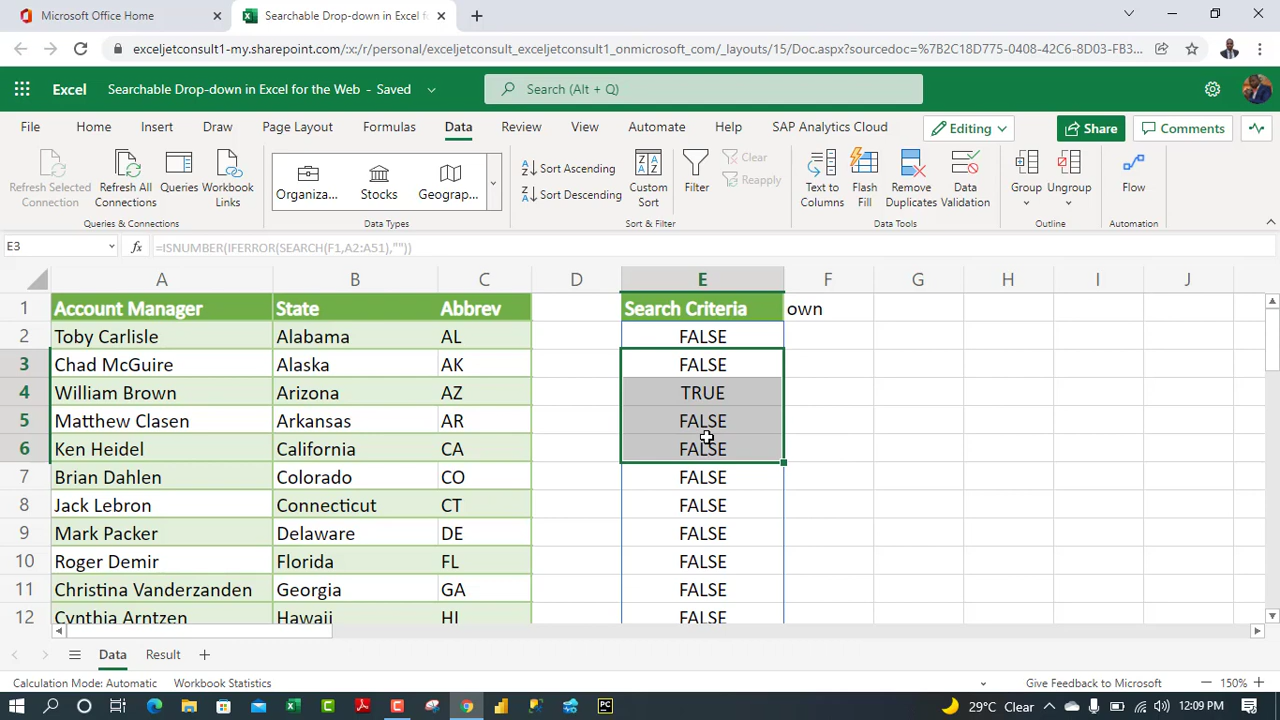 Microsoft Office Home
Searchable Drop-down in Excel f
exceljetconsult1-my.sharepoint.com/:x:/r/personal/exceljetconsult_exceljetconsult1_onmicrosoft_com/_layouts/15/Doc.aspx?sourcedoc=%7B2C18D775-0408-42C6-8D03-FB3...
Excel
Searchable Drop-down in Excel for the Web - Saved
Search (Alt + Q)
File
Home
Insert
Draw
Page Layout
Formulas
Data
Review
View
Automate
Help
SAP Analytics Cloud
Editing
Share
Comments
Refresh Selected Connection
Refresh All Connections
Queries
Workbook Links
Organiza...
Stocks
Geograp...
Sort Ascending
Sort Descending
Custom Sort
Filter
Clear
Reapply
Text to Columns
Flash Fill
Remove Duplicates
Data Validation
Group
Ungroup
Flow
Queries & Connections
Data Types
Sort & Filter
Data Tools
Outline
Automation
E3
fx
=ISNUMBER(IFERROR(SEARCH(F1,A2:A51),""))
A B C D E F G H I J
1 Account Manager State Abbrev Search Criteria own
2 Toby Carlisle Alabama AL FALSE
3 Chad McGuire Alaska AK FALSE
4 William Brown Arizona AZ TRUE
5 Matthew Clasen Arkansas AR FALSE
6 Ken Heidel California CA FALSE
7 Brian Dahlen Colorado CO FALSE
8 Jack Lebron Connecticut CT FALSE
9 Mark Packer Delaware DE FALSE
10 Roger Demir Florida FL FALSE
11 Christina Vanderzanden Georgia GA FALSE
12 Cynthia Arntzen Hawaii HI FALSE
Data
Result
Calculation Mode: Automatic
Workbook Statistics
Give Feedback to Microsoft
150%
PC
29°C Clear
12:09 PM